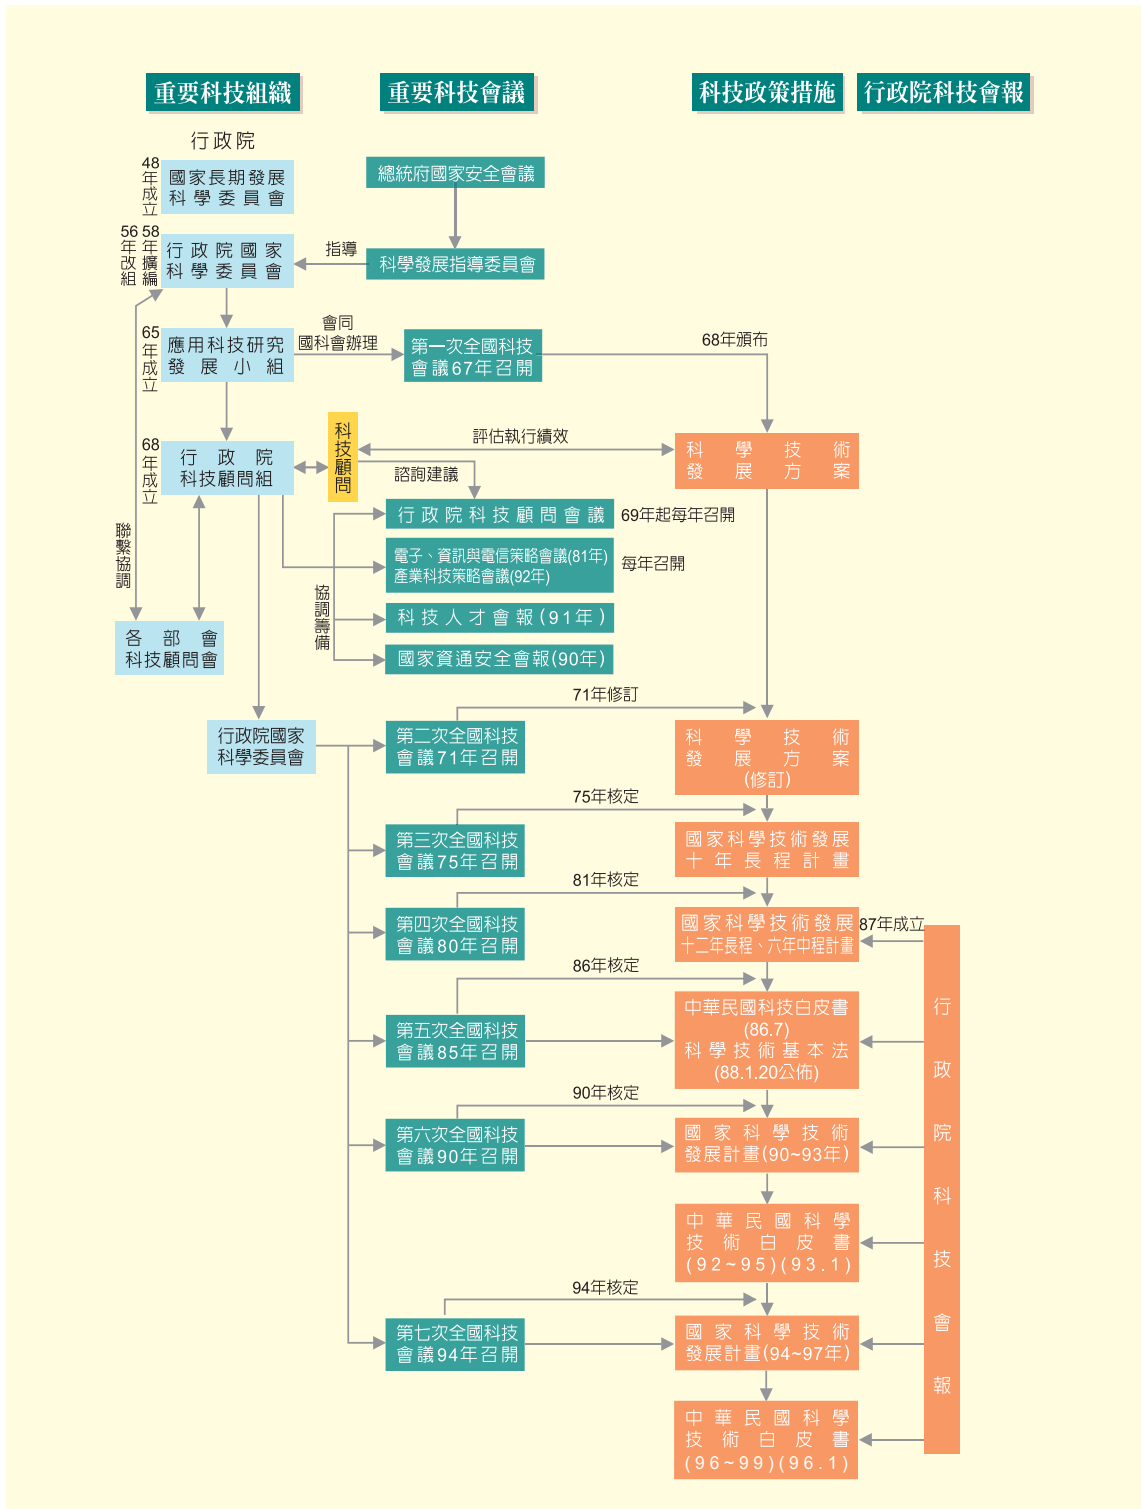 重要科技組織
重要科技會議
科技政策措施
行政院科技會報
行政院
48年成立
國家長期發展
科學委員會
總統府國家安全會議
56年改組
58年擴編
行政院國家
科學委員會
指導
科學發展指導委員會
65年成立
應用科技研究
發展小組
會同
國科會辦理
第一次全國科技
會議67年召開
68年頒布
68年成立
行政院
科技顧問組
科技顧問
評估執行績效
諮詢建議
科學技術
發展方案
行政院科技顧問會議
69年起每年召開
電子、資訊與電信策略會議(81年)
產業科技策略會議(92年)
每年召開
聯繫協調
協調籌備
科技人才會報(91年)
國家資通安全會報(90年)
各部會
科技顧問會
71年修訂
行政院國家
科學委員會
第二次全國科技
會議71年召開
科學技術
發展方案
(修訂)
75年核定
第三次全國科技
會議75年召開
國家科學技術發展
十年長程計畫
81年核定
第四次全國科技
會議80年召開
國家科學技術發展
十二年長程、六年中程計畫
87年成立
行政院科技會報
86年核定
第五次全國科技
會議85年召開
中華民國科技白皮書
(86.7)
科學技術基本法
(88.1.20公佈)
90年核定
第六次全國科技
會議90年召開
國家科學技術
發展計畫(90~93年)
中華民國科學
技術白皮書
(92~95)(93.1)
94年核定
第七次全國科技
會議94年召開
國家科學技術
發展計畫(94~97年)
中華民國科學
技術白皮書
(96~99)(96.1)